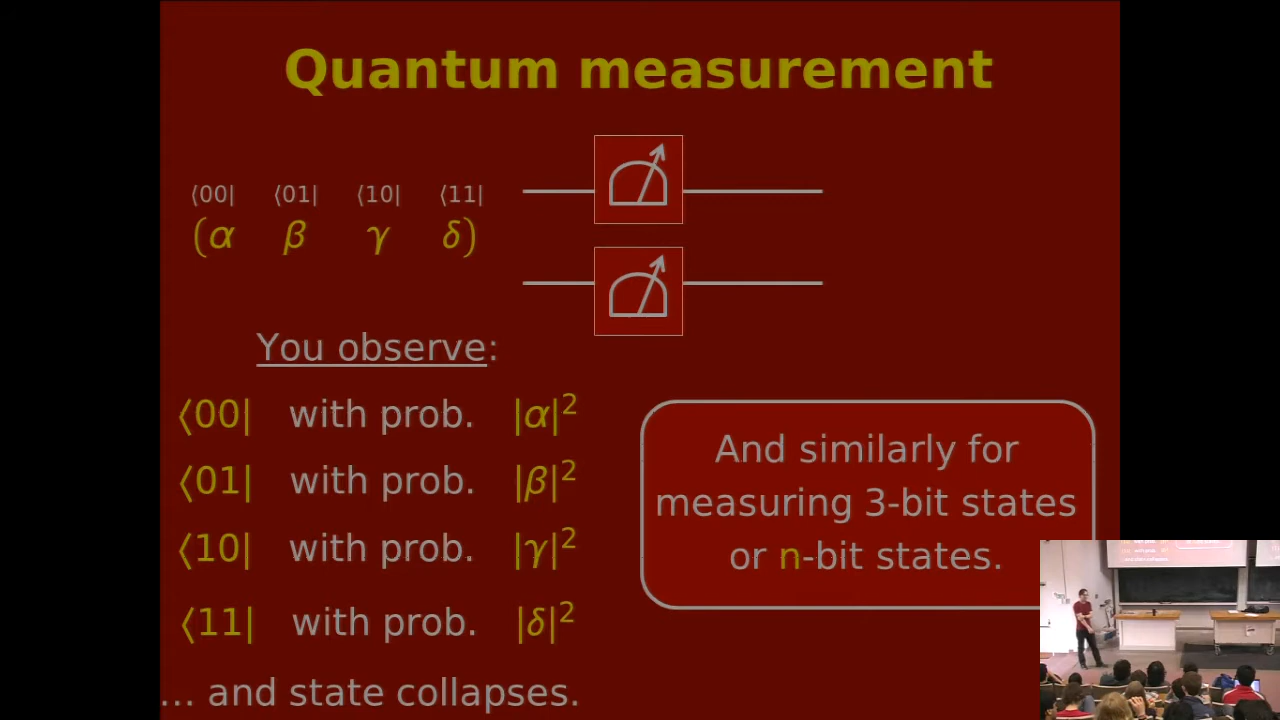 Quantum measurement
⟨00| ⟨01| ⟨10| ⟨11|
(α β γ δ)
You observe:
⟨00| with prob. |α|²
⟨01| with prob. |β|²
⟨10| with prob. |γ|²
⟨11| with prob. |δ|²
... and state collapses.
And similarly for
measuring 3-bit states
or n-bit states.